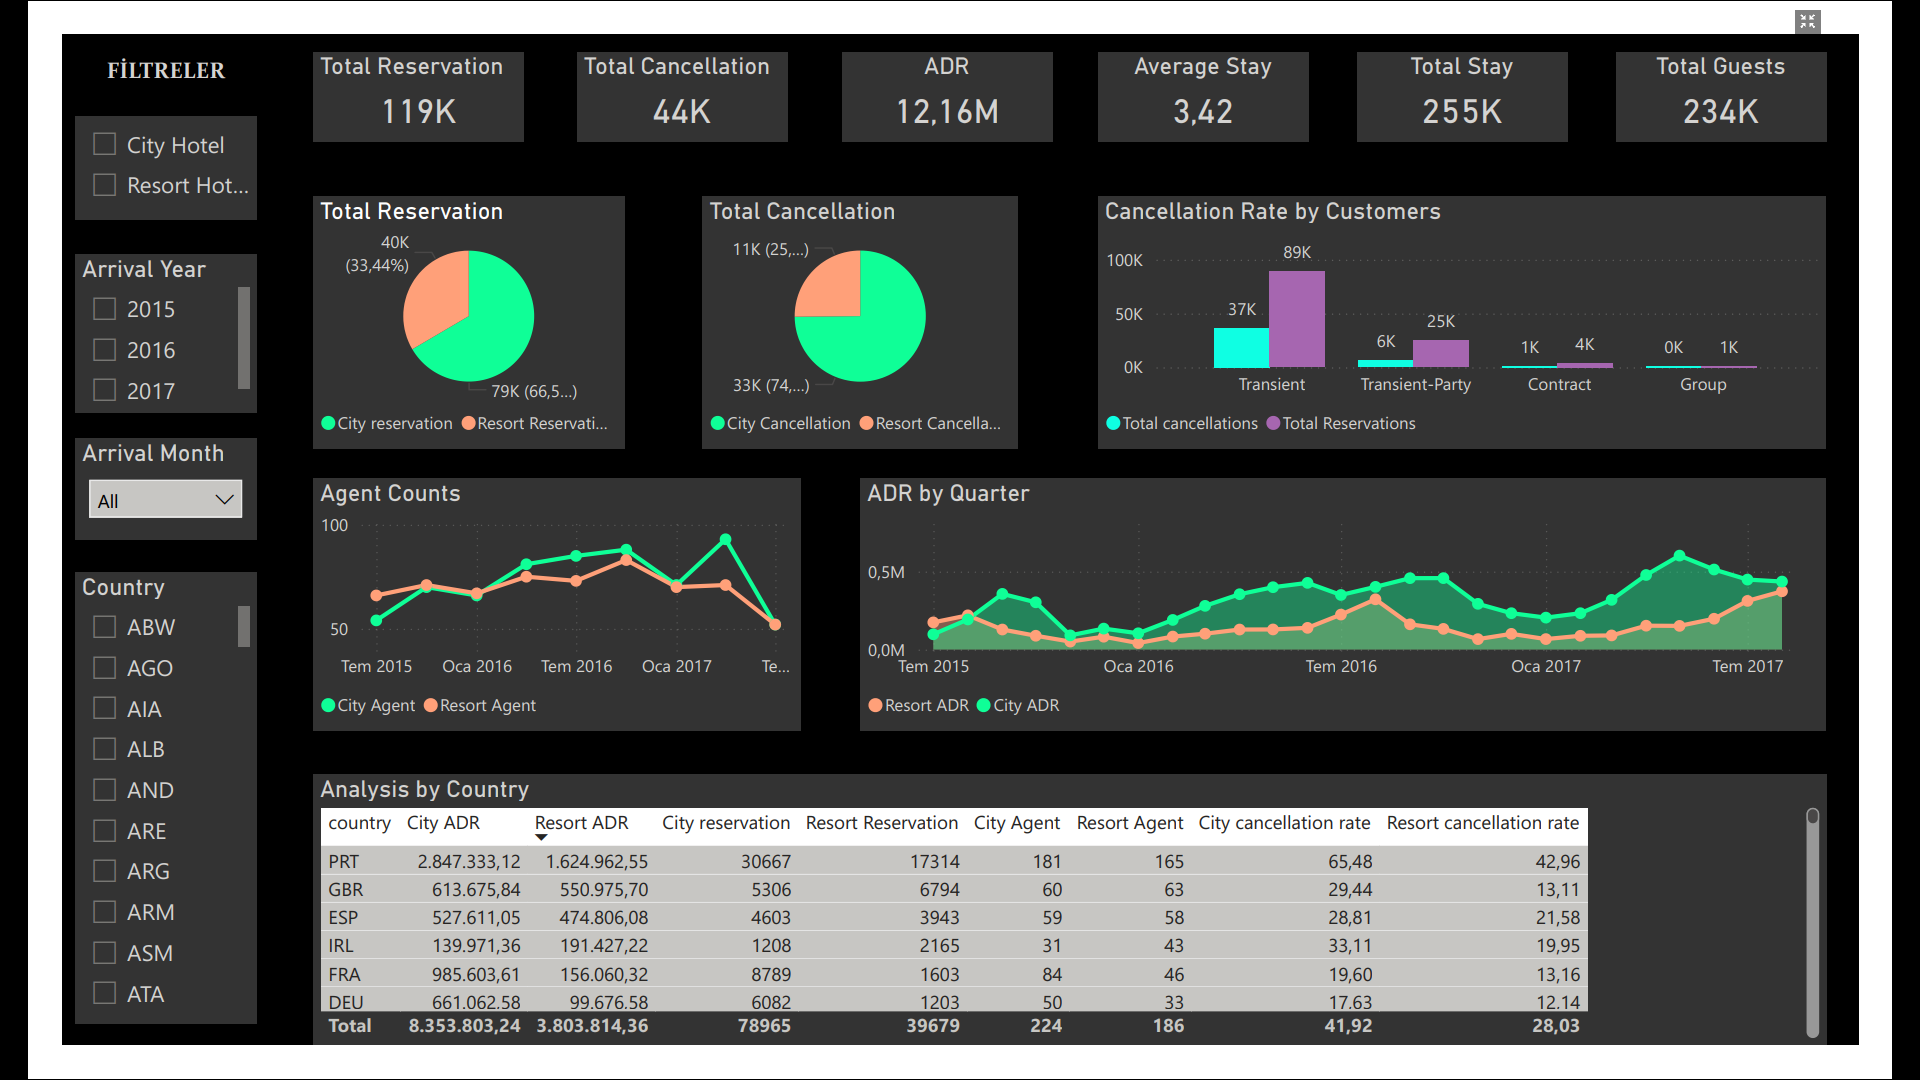 FİLTRELER
City Hotel
Resort Hot...
Arrival Year
2015
2016
2017
Arrival Month
All
Country
ABW
AGO
AIA
ALB
AND
ARE
ARG
ARM
ASM
ATA
Total Reservation
119K
Total Cancellation
44K
ADR
12,16M
Average Stay
3,42
Total Stay
255K
Total Guests
234K
Total Reservation
40K
(33,44%)
79K (66,5...)
City reservation Resort Reservati...
Total Cancellation
11K (25,...)
33K (74,...)
City Cancellation Resort Cancella...
Cancellation Rate by Customers
100K
50K
0K
37K 89K
6K 25K
1K 4K
0K 1K
Transient Transient-Party Contract Group
Total cancellations Total Reservations
Agent Counts
100
50
Tem 2015 Oca 2016 Tem 2016 Oca 2017 Te...
City Agent Resort Agent
ADR by Quarter
0,5M
0,0M
Tem 2015 Oca 2016 Tem 2016 Oca 2017 Tem 2017
Resort ADR City ADR
Analysis by Country
country City ADR Resort ADR City reservation Resort Reservation City Agent Resort Agent City cancellation rate Resort cancellation rate
PRT 2.847.333,12 1.624.962,55 30667 17314 181 165 65,48 42,96
GBR 613.675,84 550.975,70 5306 6794 60 63 29,44 13,11
ESP 527.611,05 474.806,08 4603 3943 59 58 28,81 21,58
IRL 139.971,36 191.427,22 1208 2165 31 43 33,11 19,95
FRA 985.603,61 156.060,32 8789 1603 84 46 19,60 13,16
DEU 661.062,58 99.676,58 6082 1203 50 33 17,63 12,14
Total 8.353.803,24 3.803.814,36 78965 39679 224 186 41,92 28,03